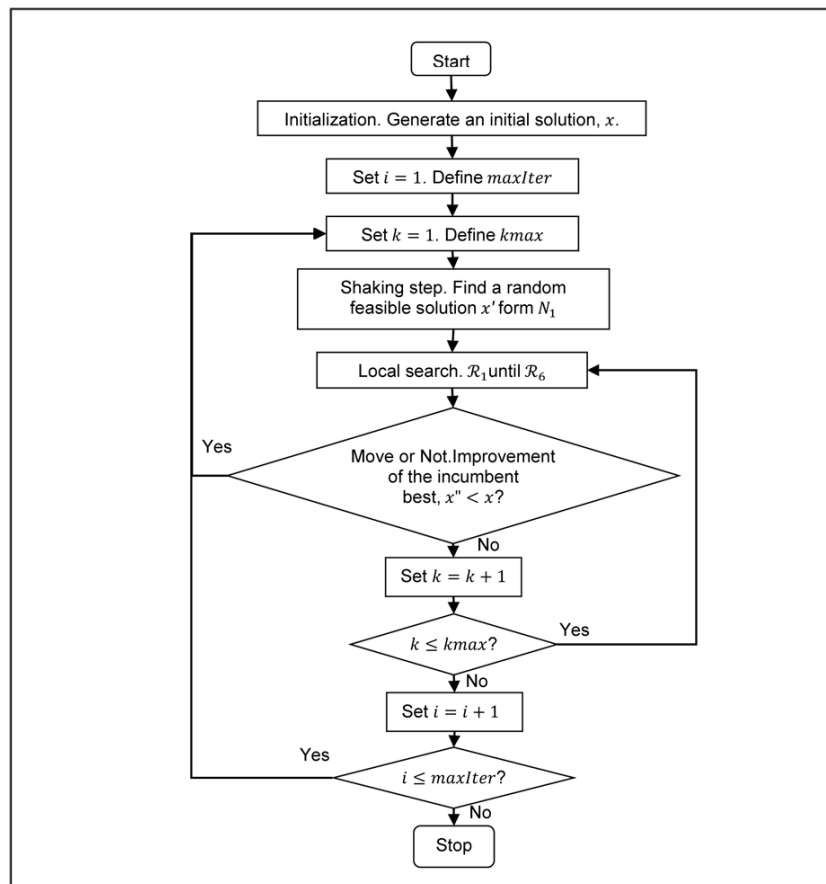 Start
Initialization. Generate an initial solution, x.
Set i = 1. Define maxIter
Set k = 1. Define kmax
Shaking step. Find a random
feasible solution x′ form N₁
Local search. ℛ₁until ℛ₆
Yes
Move or Not.Improvement
of the incumbent
best, x" < x?
No
Set k = k + 1
k ≤ kmax?
Yes
No
Set i = i + 1
Yes
i ≤ maxIter?
No
Stop